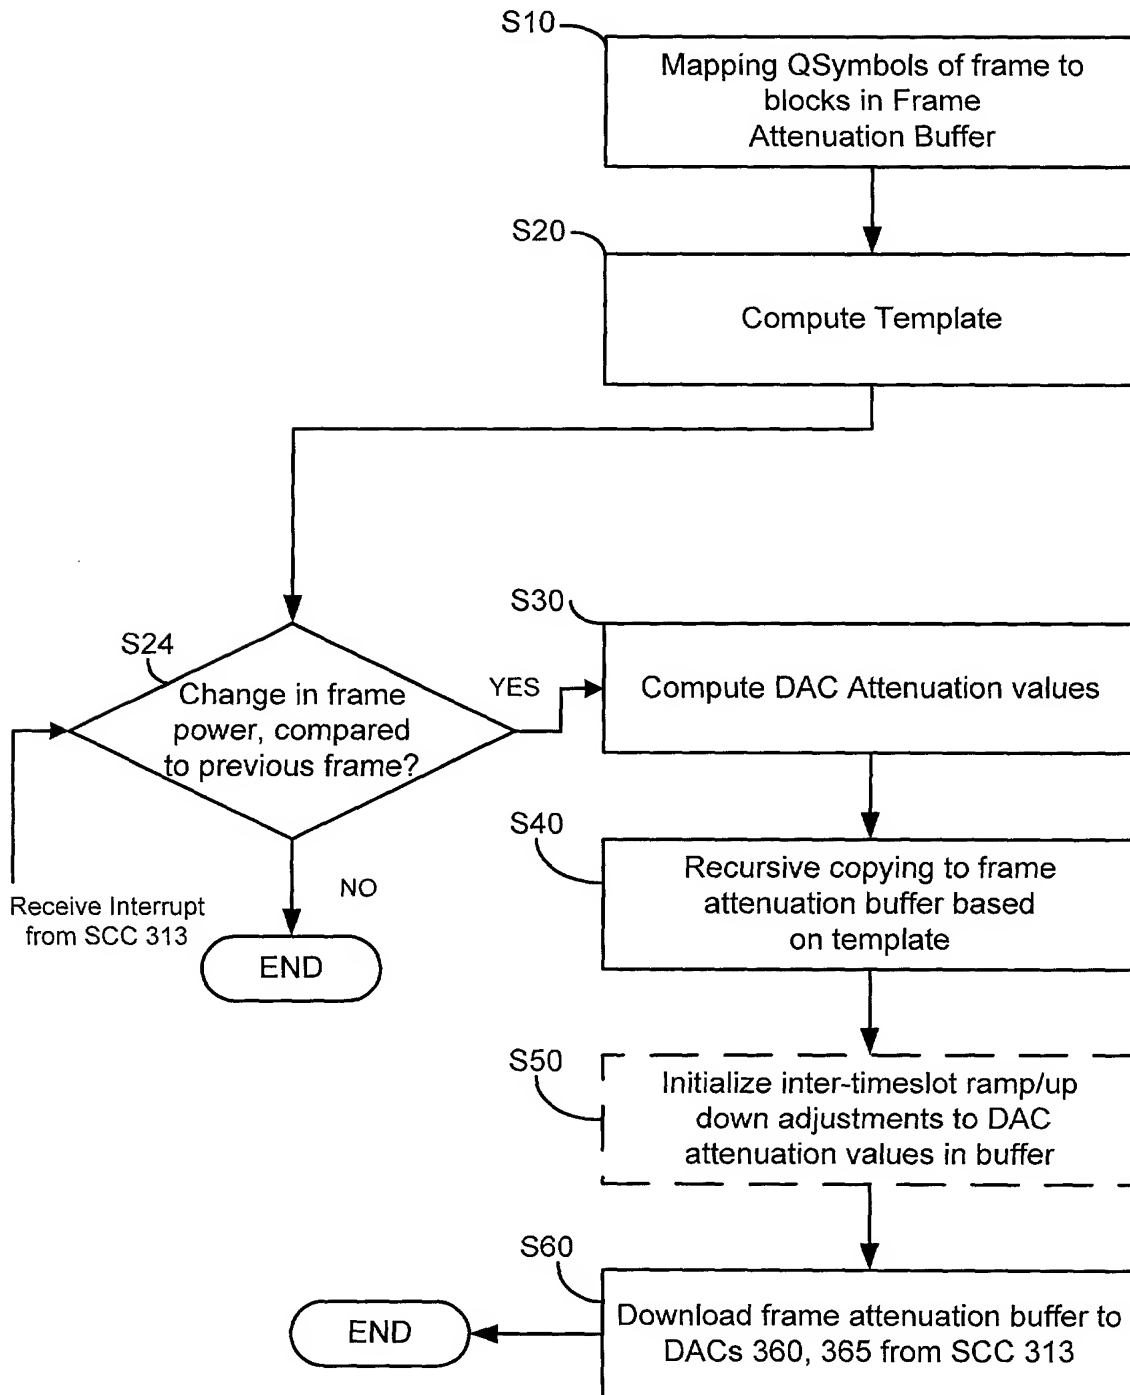 S10
Mapping QSymbols of frame to
blocks in Frame
Attenuation Buffer
S20
Compute Template
S24
Change in frame
power, compared
to previous frame?
YES
NO
Receive Interrupt
from SCC 313
END
S30
Compute DAC Attenuation values
S40
Recursive copying to frame
attenuation buffer based
on template
S50
Initialize inter-timeslot ramp/up
down adjustments to DAC
attenuation values in buffer
S60
Download frame attenuation buffer to
DACs 360, 365 from SCC 313
END